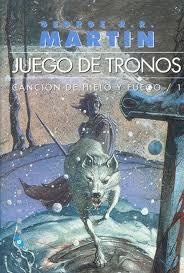 GEORGE R. R.
MARTIN
JUEGO DE TRONOS
CANCIÓN DE HIELO Y FUEGO / 1